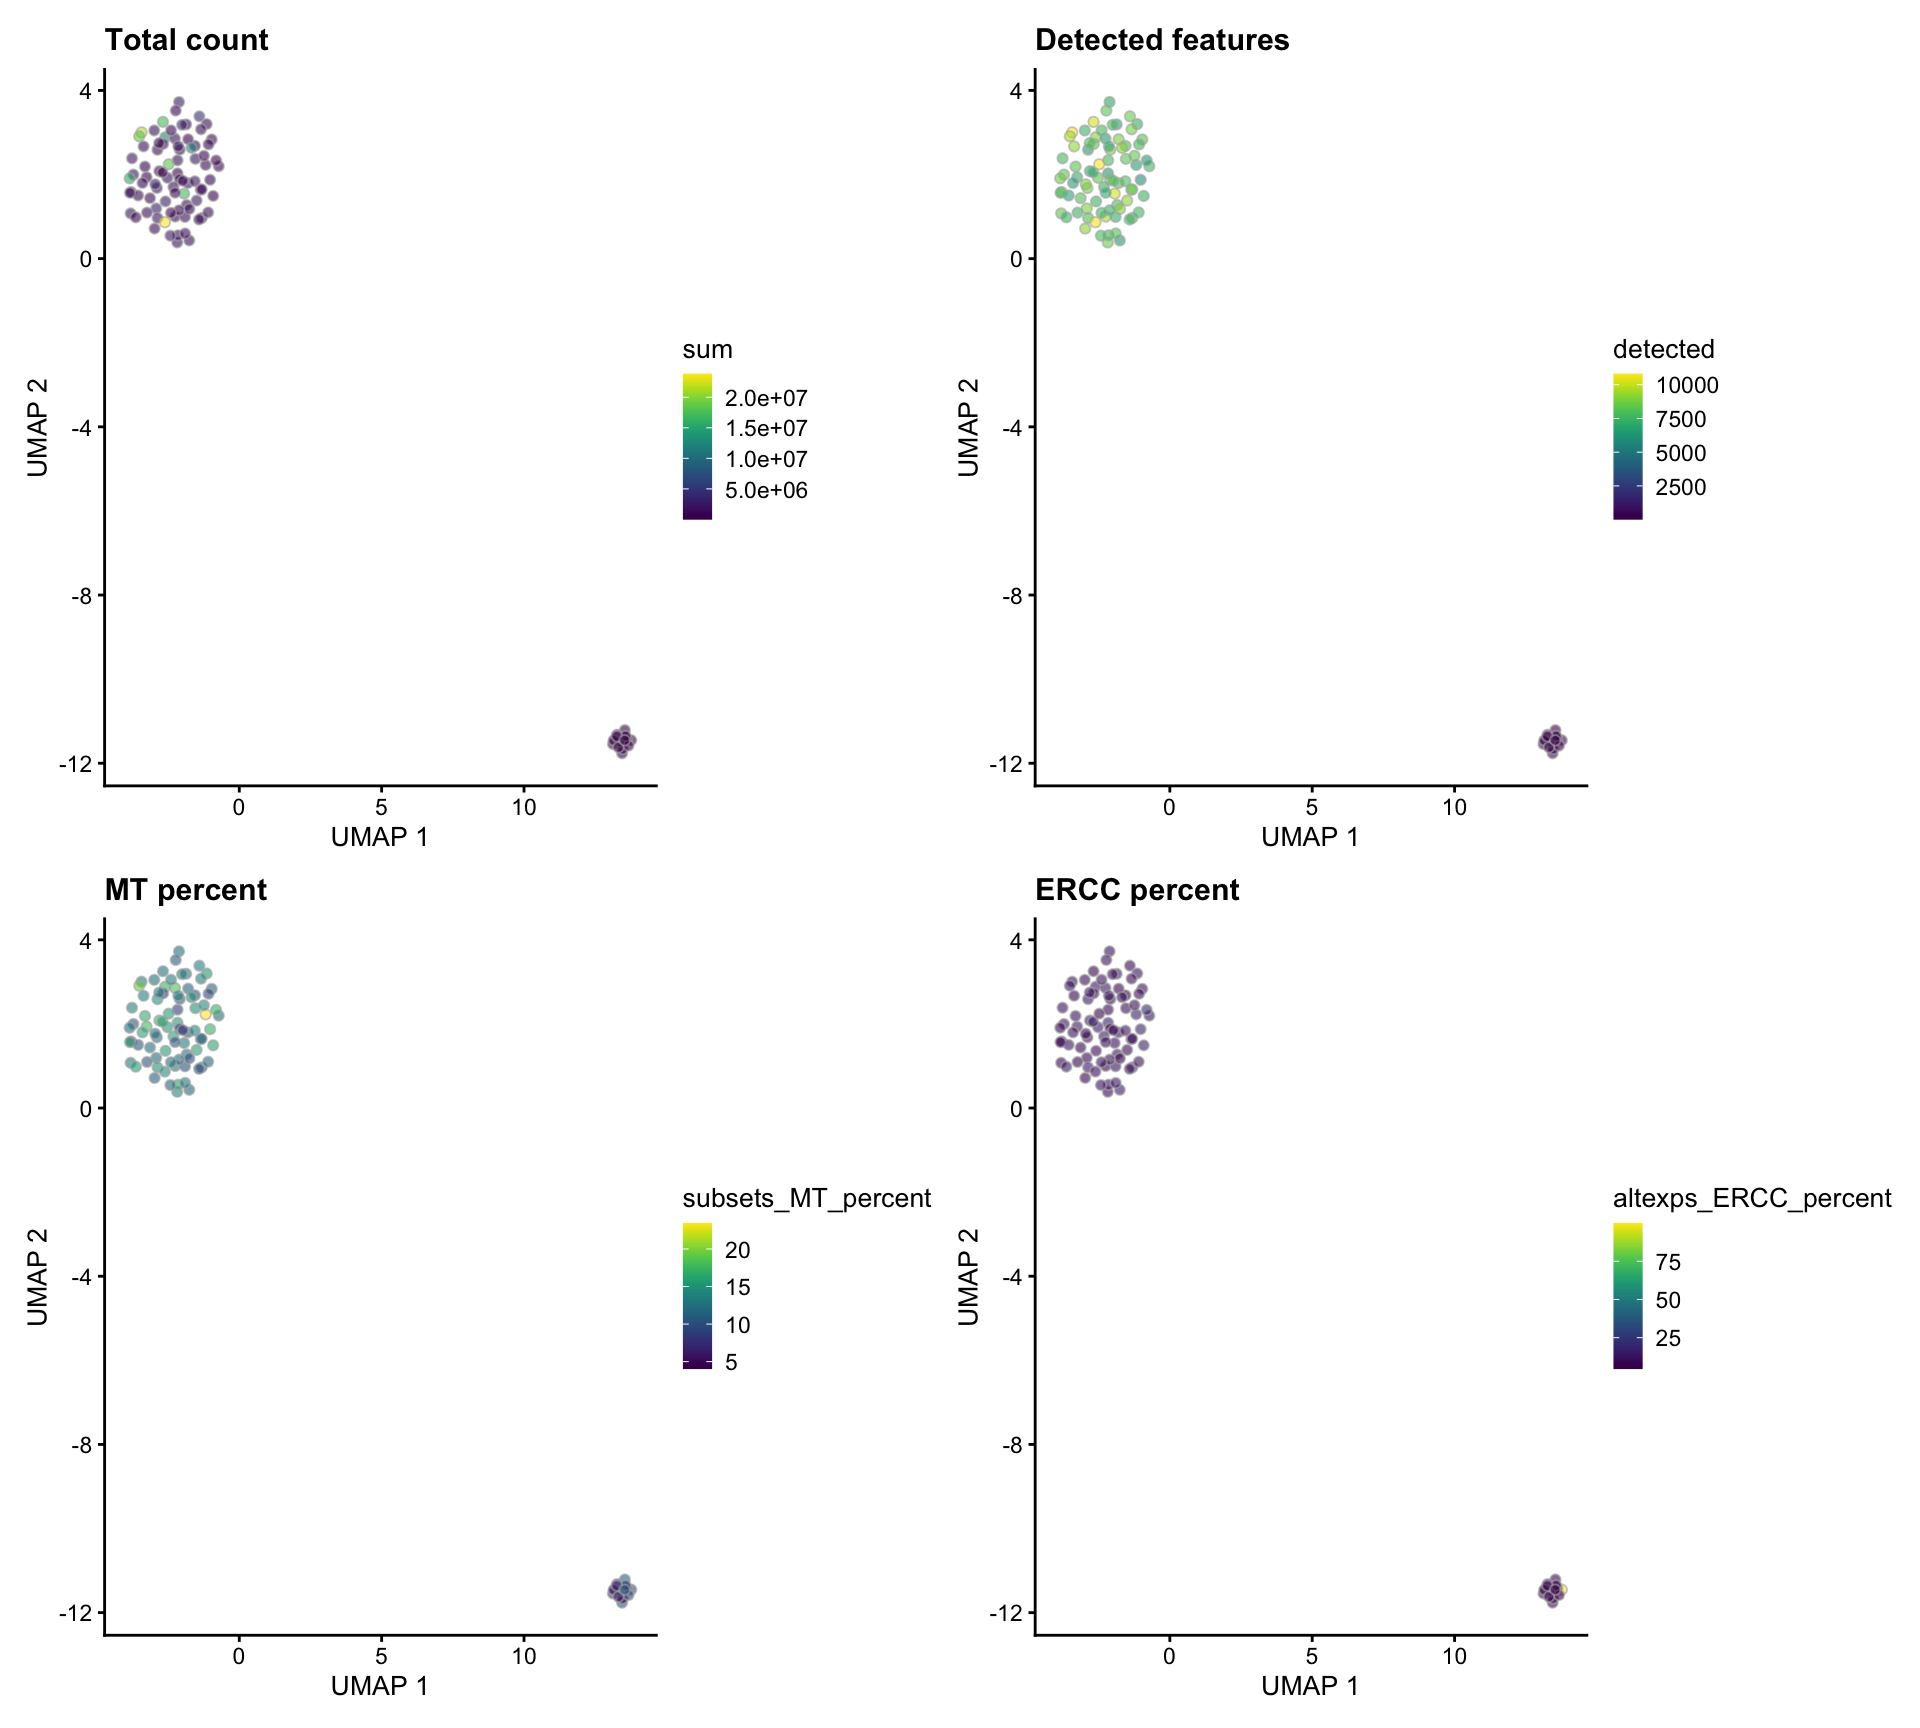 Total count
4
0
-4
-8
-12
0 5 10
UMAP 1
UMAP 2
sum
2.0e+07
1.5e+07
1.0e+07
5.0e+06
Detected features
4
0
-4
-8
-12
0 5 10
UMAP 1
UMAP 2
detected
10000
7500
5000
2500
MT percent
4
0
-4
-8
-12
0 5 10
UMAP 1
UMAP 2
subsets_MT_percent
20
15
10
5
ERCC percent
4
0
-4
-8
-12
0 5 10
UMAP 1
UMAP 2
altexps_ERCC_percent
75
50
25